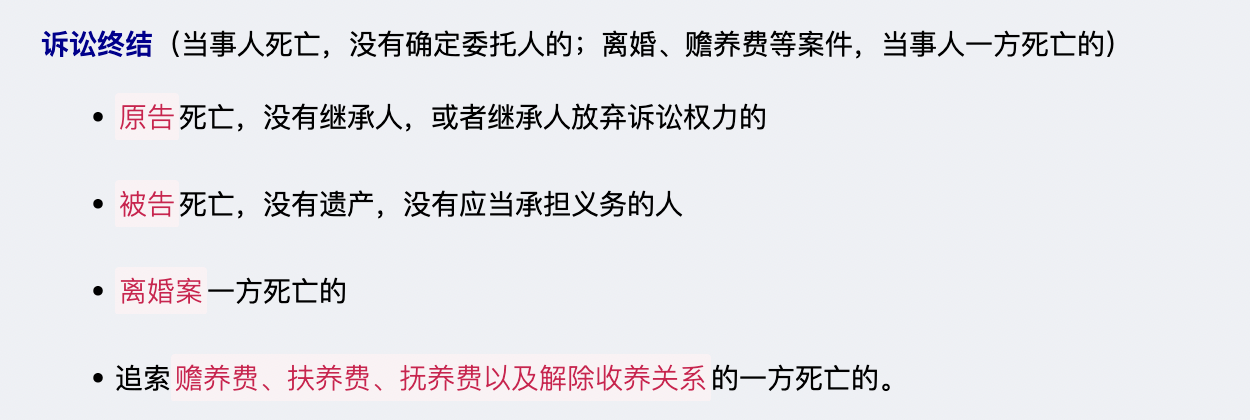 诉讼终结（当事人死亡，没有确定委托人的；离婚、赡养费等案件，当事人一方死亡的）
• 原告死亡，没有继承人，或者继承人放弃诉讼权力的
• 被告死亡，没有遗产，没有应当承担义务的人
• 离婚案一方死亡的
• 追索赡养费、扶养费、抚养费以及解除收养关系的一方死亡的。